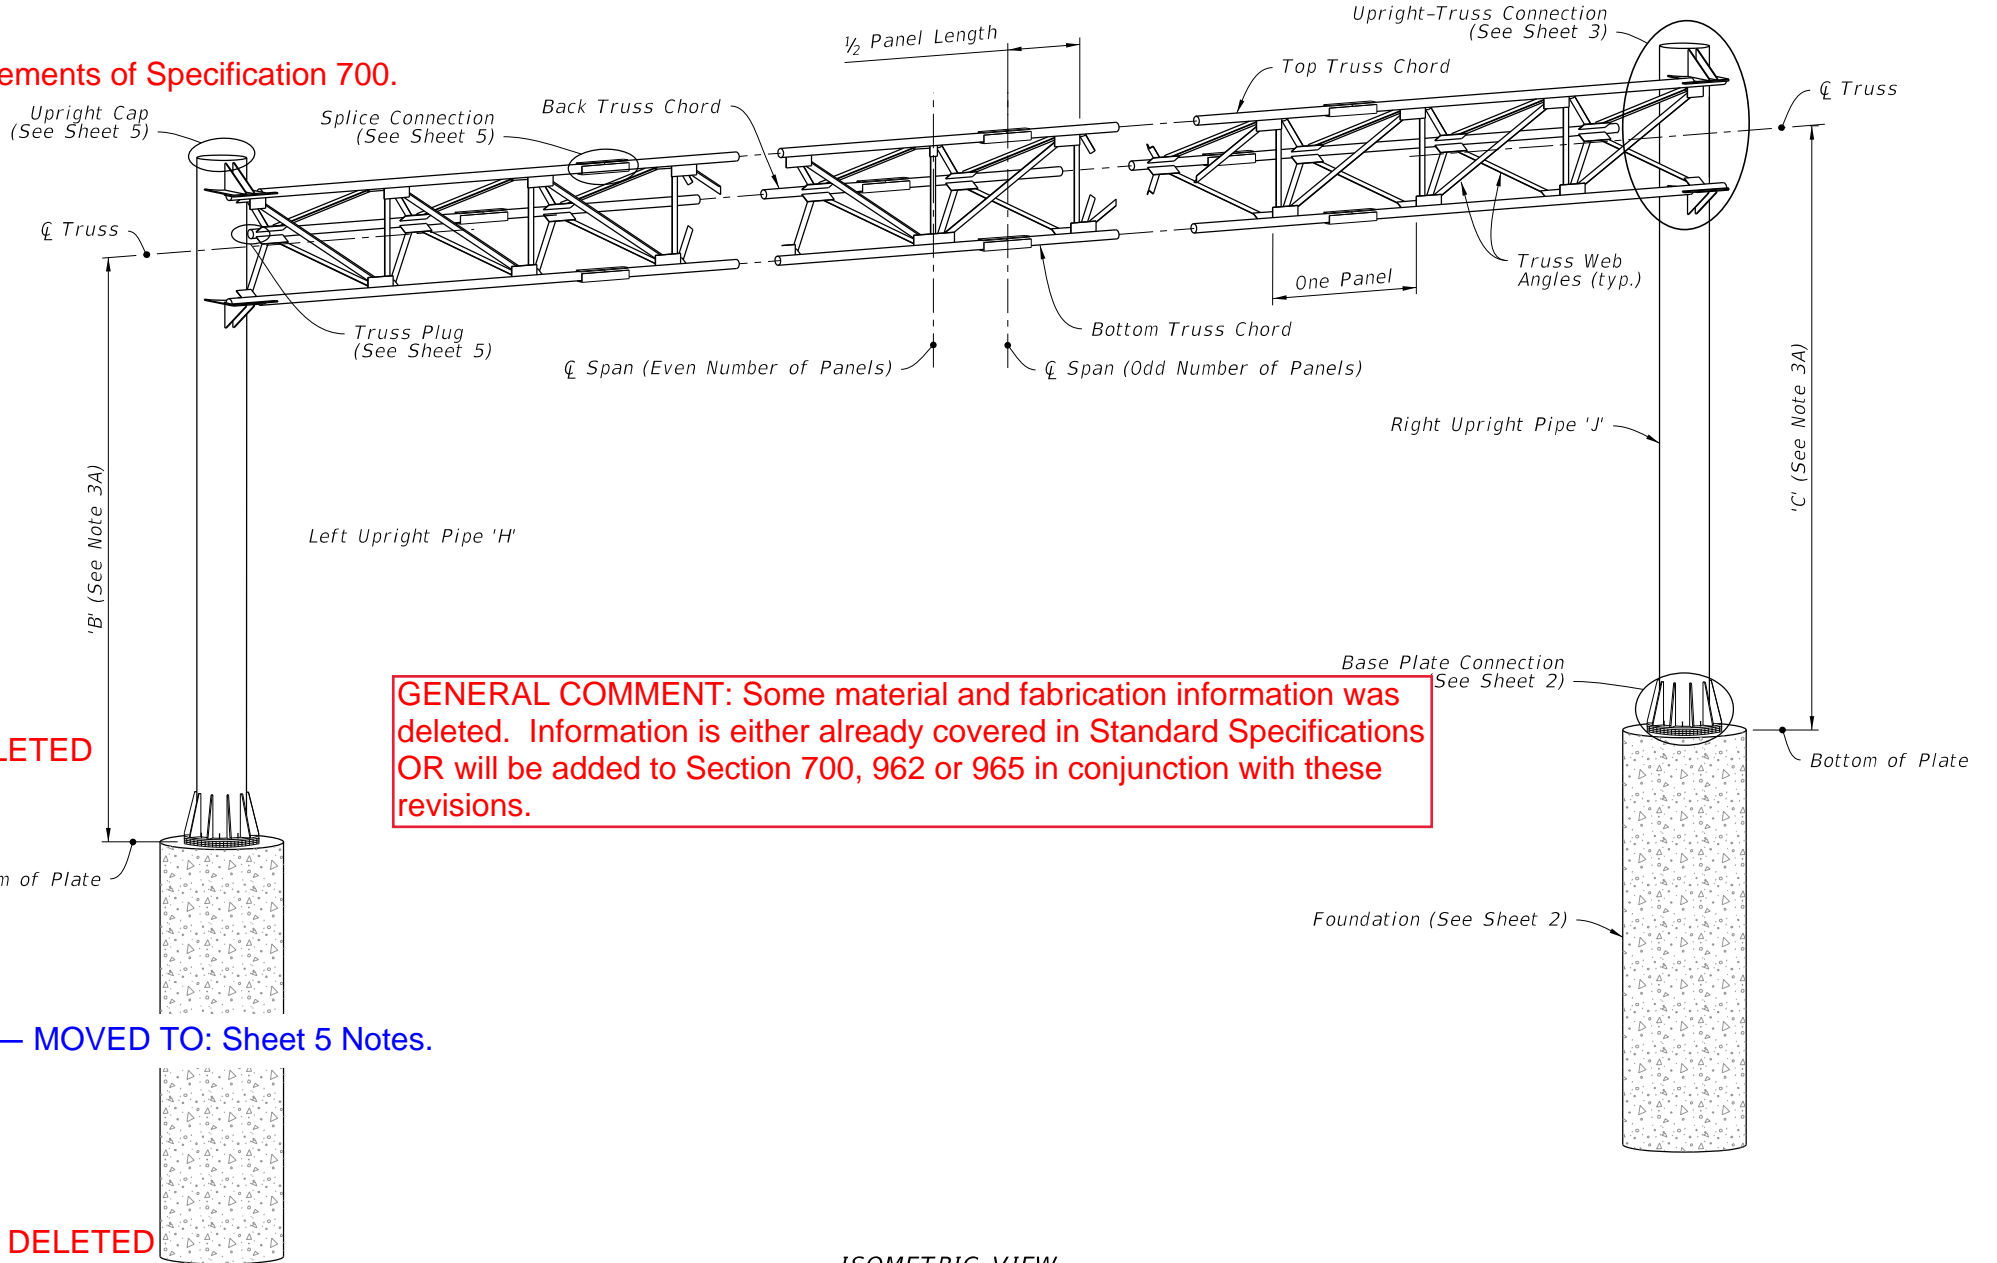 ements of Specification 700.
Upright Cap
(See Sheet 5)
Splice Connection
(See Sheet 5)
Back Truss Chord
½ Panel Length
Top Truss Chord
Upright-Truss Connection
(See Sheet 3)
℄ Truss
℄ Truss
Truss Plug
(See Sheet 5)
℄ Span (Even Number of Panels)
℄ Span (Odd Number of Panels)
Bottom Truss Chord
One Panel
Truss Web
Angles (typ.)
'B' (See Note 3A)
Left Upright Pipe 'H'
Right Upright Pipe 'J'
'C' (See Note 3A)
Base Plate Connection
(See Sheet 2)
GENERAL COMMENT: Some material and fabrication information was
deleted.  Information is either already covered in Standard Specifications
OR will be added to Section 700, 962 or 965 in conjunction with these
revisions.
LETED
Bottom of Plate
m of Plate
Foundation (See Sheet 2)
— MOVED TO: Sheet 5 Notes.
DELETED
ISOMETRIC VIEW